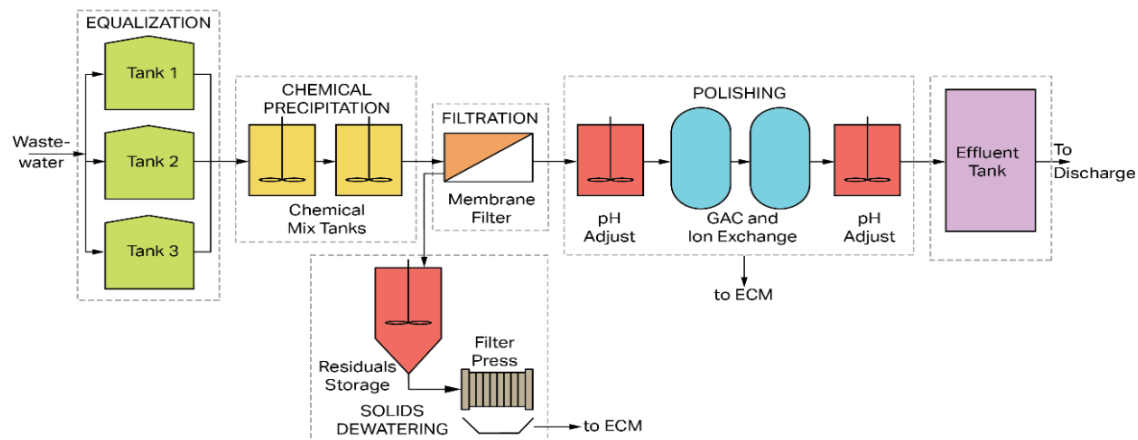 EQUALIZATION
Tank 1
Tank 2
Tank 3
Waste-
water
CHEMICAL
PRECIPITATION
Chemical
Mix Tanks
FILTRATION
Membrane
Filter
POLISHING
pH
Adjust
GAC and
Ion Exchange
pH
Adjust
to ECM
Effluent
Tank
To
Discharge
Residuals
Storage
Filter
Press
SOLIDS
DEWATERING
to ECM